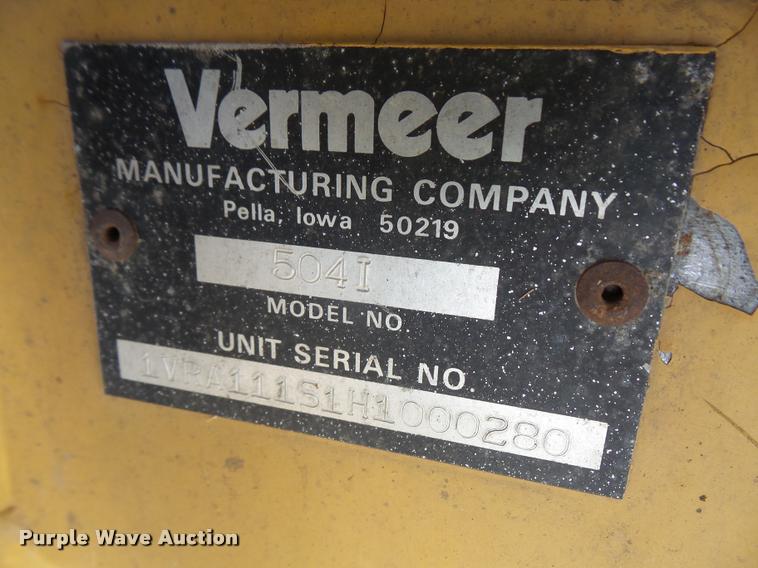 Vermeer
MANUFACTURING COMPANY
Pella, Iowa 50219
504I
MODEL NO.
UNIT SERIAL NO.
1VRA111S1H1000280
Purple Wave Auction